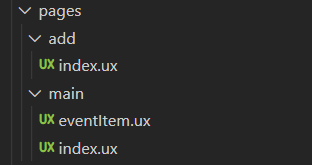 pages
add
UX index.ux
main
UX eventItem.ux
UX index.ux